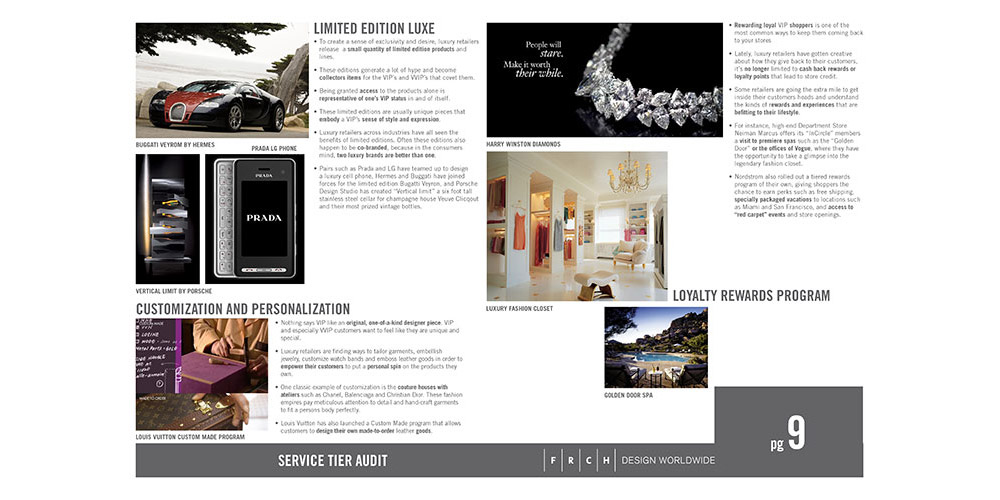 LIMITED EDITION LUXE
• To create a sense of exclusivity and desire, luxury retailers
release a small quantity of limited edition products and
lines.
• These editions generate a lot of hype and become
collectors items for the VIP's and VVIP's that covet them.
• Being granted access to the products alone is
representative of one's VIP status in and of itself.
• These limited editions are usually unique pieces that
embody a VIP's sense of style and expression.
• Luxury retailers across industries have all seen the
benefits of limited editions. Often these editions also
happen to be co-branded, because in the consumers
mind, two luxury brands are better than one.
• Pairs such as Prada and LG have teamed up to design
a luxury cell phone, Hermes and Buggati have joined
forces for the limited edition Bugatti Veyron, and Porsche
Design Studio has created "Vertical limit" a six foot tall
stainless steel cellar for champagne house Veuve Clicqout
and their most prized vintage bottles.
BUGGATI VEYROM BY HERMES
PRADA LG PHONE
PRADA
PRADA
VERTICAL LIMIT BY PORSCHE
CUSTOMIZATION AND PERSONALIZATION
• Nothing says VIP like an original, one-of-a-kind designer piece. VIP
and especially VVIP customers want to feel like they are unique and
special.
• Luxury retailers are finding ways to tailor garments, embellish
jewelry, customize watch bands and emboss leather goods in order to
empower their customers to put a personal spin on the products they
own.
• One classic example of customization is the couture houses with
ateliers such as Chanel, Balenciaga and Christian Dior. These fashion
empires pay meticulous attention to detail and hand-craft garments
to fit a persons body perfectly.
• Louis Vuitton has also launched a Custom Made program that allows
customers to design their own made-to-order leather goods.
MADE-TO-ORDER
LOUIS VUITTON CUSTOM MADE PROGRAM
People will
stare.
Make it worth
their while.
HARRY WINSTON DIAMONDS
LUXURY FASHION CLOSET
• Rewarding loyal VIP shoppers is one of the
most common ways to keep them coming back
to your stores
• Lately, luxury retailers have gotten creative
about how they give back to their customers,
it's no longer limited to cash back rewards or
loyalty points that lead to store credit.
• Some retailers are going the extra mile to get
inside their customers heads and understand
the kinds of rewards and experiences that are
befitting to their lifestyle.
• For instance, high-end Department Store
Neiman Marcus offers its "InCircle" members
a visit to premiere spas such as the "Golden
Door" or the offices of Vogue, where they have
the opportunity to take a glimpse into the
legendary fashion closet.
• Nordstrom also rolled out a tiered rewards
program of their own, giving shoppers the
chance to earn perks such as free shipping,
specially packaged vacations to locations such
as Miami and San Francisco, and access to
"red carpet" events and store openings.
LOYALTY REWARDS PROGRAM
GOLDEN DOOR SPA
SERVICE TIER AUDIT
F R C H DESIGN WORLDWIDE
pg 9